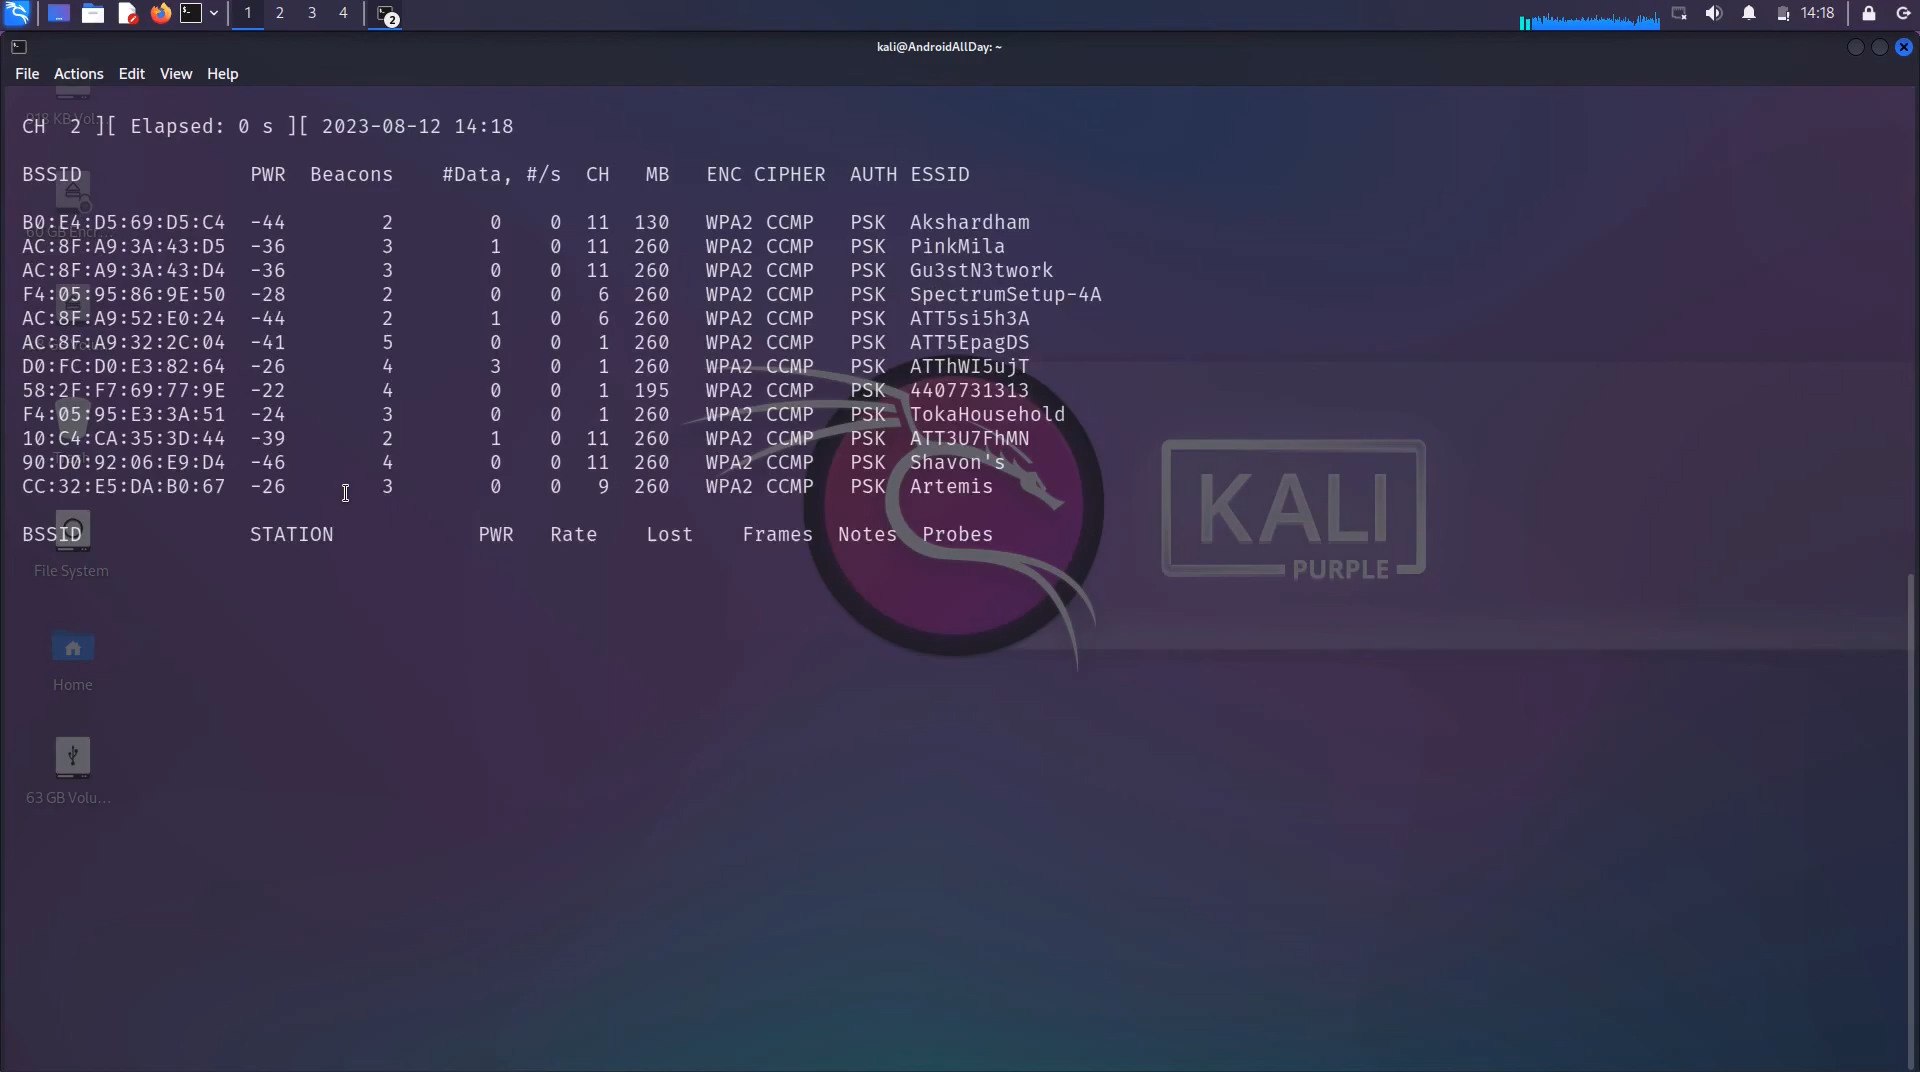 1 2 3 4 2 14:18
kali@AndroidAllDay: ~
File Actions Edit View Help
CH 2 ][ Elapsed: 0 s ][ 2023-08-12 14:18
BSSID PWR Beacons #Data, #/s CH MB ENC CIPHER AUTH ESSID
B0:E4:D5:69:D5:C4 -44 2 0 0 11 130 WPA2 CCMP PSK Akshardham
AC:8F:A9:3A:43:D5 -36 3 1 0 11 260 WPA2 CCMP PSK PinkMila
AC:8F:A9:3A:43:D4 -36 3 0 0 11 260 WPA2 CCMP PSK Gu3stN3twork
F4:05:95:86:9E:50 -28 2 0 0 6 260 WPA2 CCMP PSK SpectrumSetup-4A
AC:8F:A9:52:E0:24 -44 2 1 0 6 260 WPA2 CCMP PSK ATT5si5h3A
AC:8F:A9:32:2C:04 -41 5 0 0 1 260 WPA2 CCMP PSK ATT5EpagDS
D0:FC:D0:E3:82:64 -26 4 3 0 1 260 WPA2 CCMP PSK ATThWI5ujT
58:2F:F7:69:77:9E -22 4 0 0 1 195 WPA2 CCMP PSK 4407731313
F4:05:95:E3:3A:51 -24 3 0 0 1 260 WPA2 CCMP PSK TokaHousehold
10:C4:CA:35:3D:44 -39 2 1 0 11 260 WPA2 CCMP PSK ATT3U7FhMN
90:D0:92:06:E9:D4 -46 4 0 0 11 260 WPA2 CCMP PSK Shavon's
CC:32:E5:DA:B0:67 -26 3 0 0 9 260 WPA2 CCMP PSK Artemis
BSSID STATION PWR Rate Lost Frames Notes Probes
File System
Home
63 GB Volu...
KALI
PURPLE